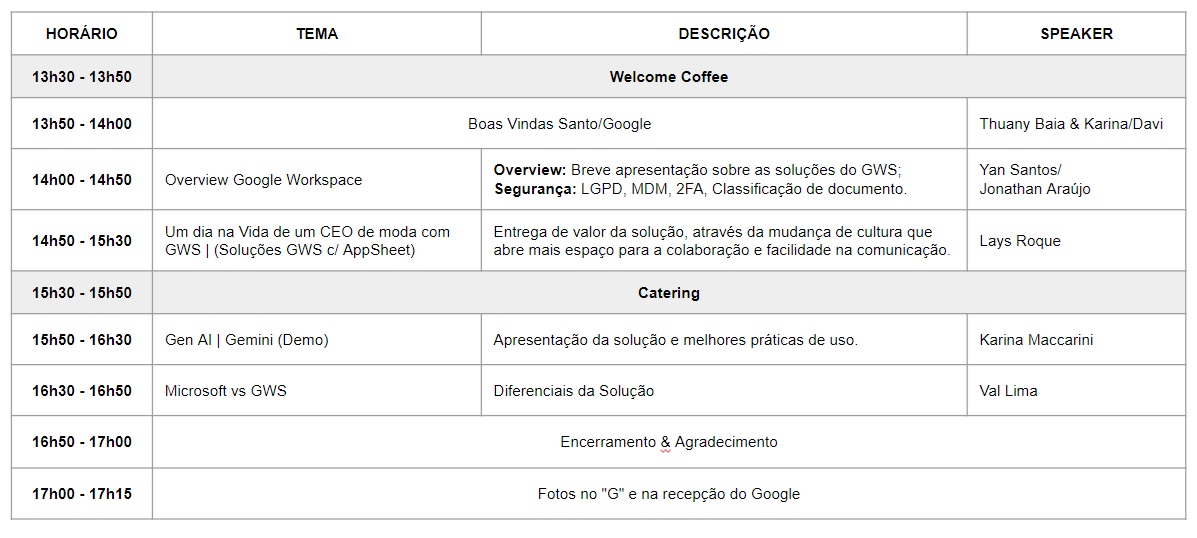 HORÁRIO TEMA DESCRIÇÃO SPEAKER
13h30 - 13h50 Welcome Coffee
13h50 - 14h00 Boas Vindas Santo/Google Thuany Baia & Karina/Davi
14h00 - 14h50 Overview Google Workspace
Overview: Breve apresentação sobre as soluções do GWS;
Segurança: LGPD, MDM, 2FA, Classificação de documento.
Yan Santos/
Jonathan Araújo
14h50 - 15h30
Um dia na Vida de um CEO de moda com
GWS | (Soluções GWS c/ AppSheet)
Entrega de valor da solução, através da mudança de cultura que
abre mais espaço para a colaboração e facilidade na comunicação.
Lays Roque
15h30 - 15h50 Catering
15h50 - 16h30 Gen AI | Gemini (Demo) Apresentação da solução e melhores práticas de uso. Karina Maccarini
16h30 - 16h50 Microsoft vs GWS Diferenciais da Solução Val Lima
16h50 - 17h00 Encerramento & Agradecimento
17h00 - 17h15 Fotos no "G" e na recepção do Google